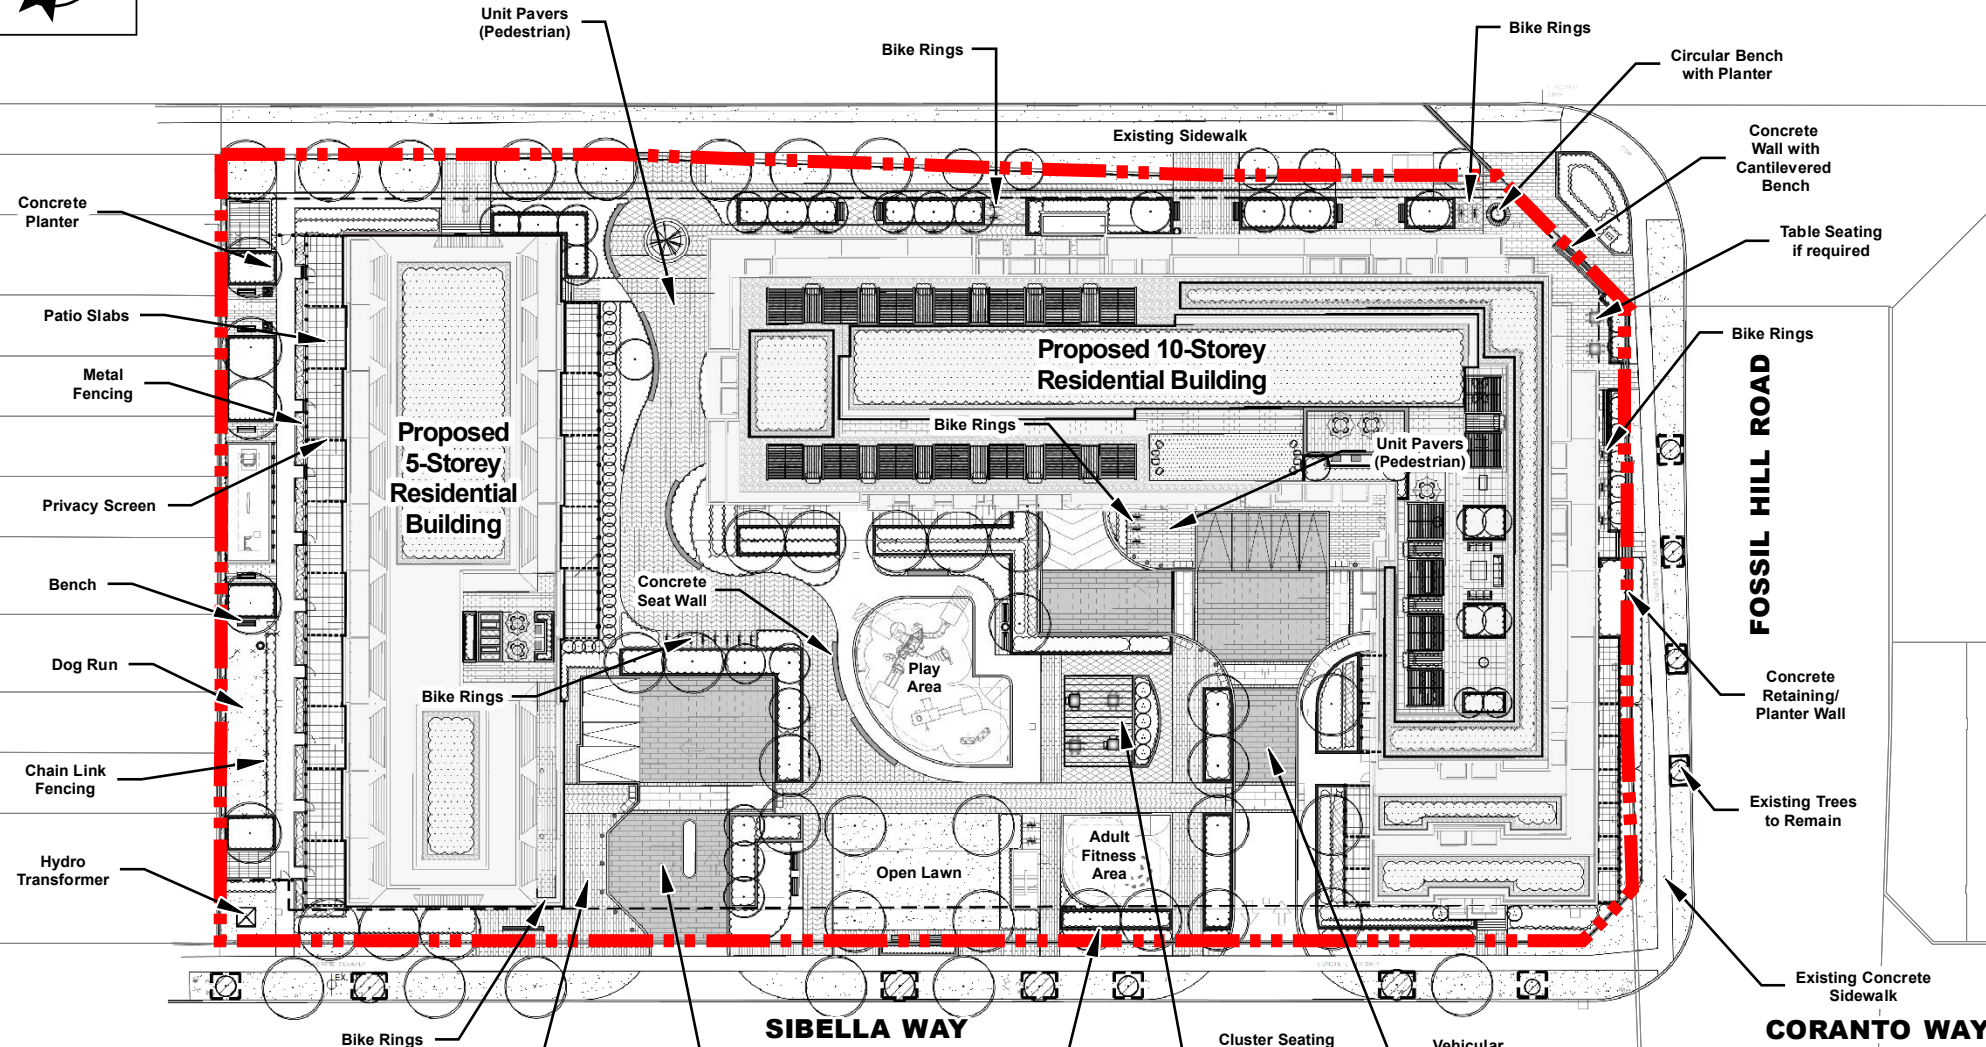 Unit Pavers
(Pedestrian)
Bike Rings
Bike Rings
Circular Bench
with Planter
Existing Sidewalk
Concrete
Wall with
Cantilevered
Bench
Concrete
Planter
Table Seating
if required
Patio Slabs
Bike Rings
Metal
Fencing
Proposed 10-Storey
Residential Building
FOSSIL HILL ROAD
Proposed
5-Storey
Residential
Building
Bike Rings
Unit Pavers
(Pedestrian)
Privacy Screen
Bench
Concrete
Seat Wall
Dog Run
Play
Area
Bike Rings
Concrete
Retaining/
Planter Wall
Chain Link
Fencing
Existing Trees
to Remain
Hydro
Transformer
Open Lawn
Adult
Fitness
Area
EX.
Existing Concrete
Sidewalk
SIBELLA WAY
CORANTO WAY
Bike Rings
Cluster Seating
Vehicular